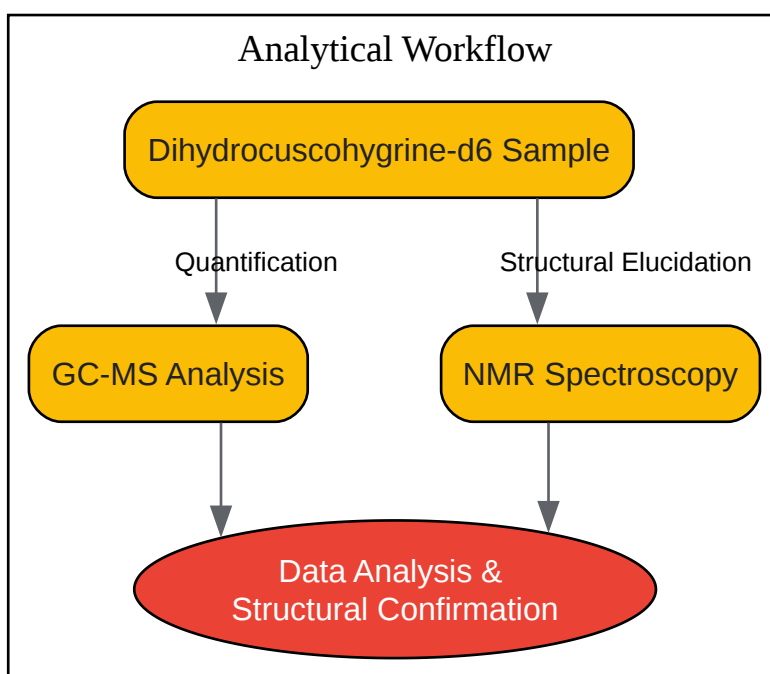 Analytical Workflow
Dihydrocuscohygrine-d6 Sample
Quantification
Structural Elucidation
GC-MS Analysis
NMR Spectroscopy
Data Analysis &
Structural Confirmation